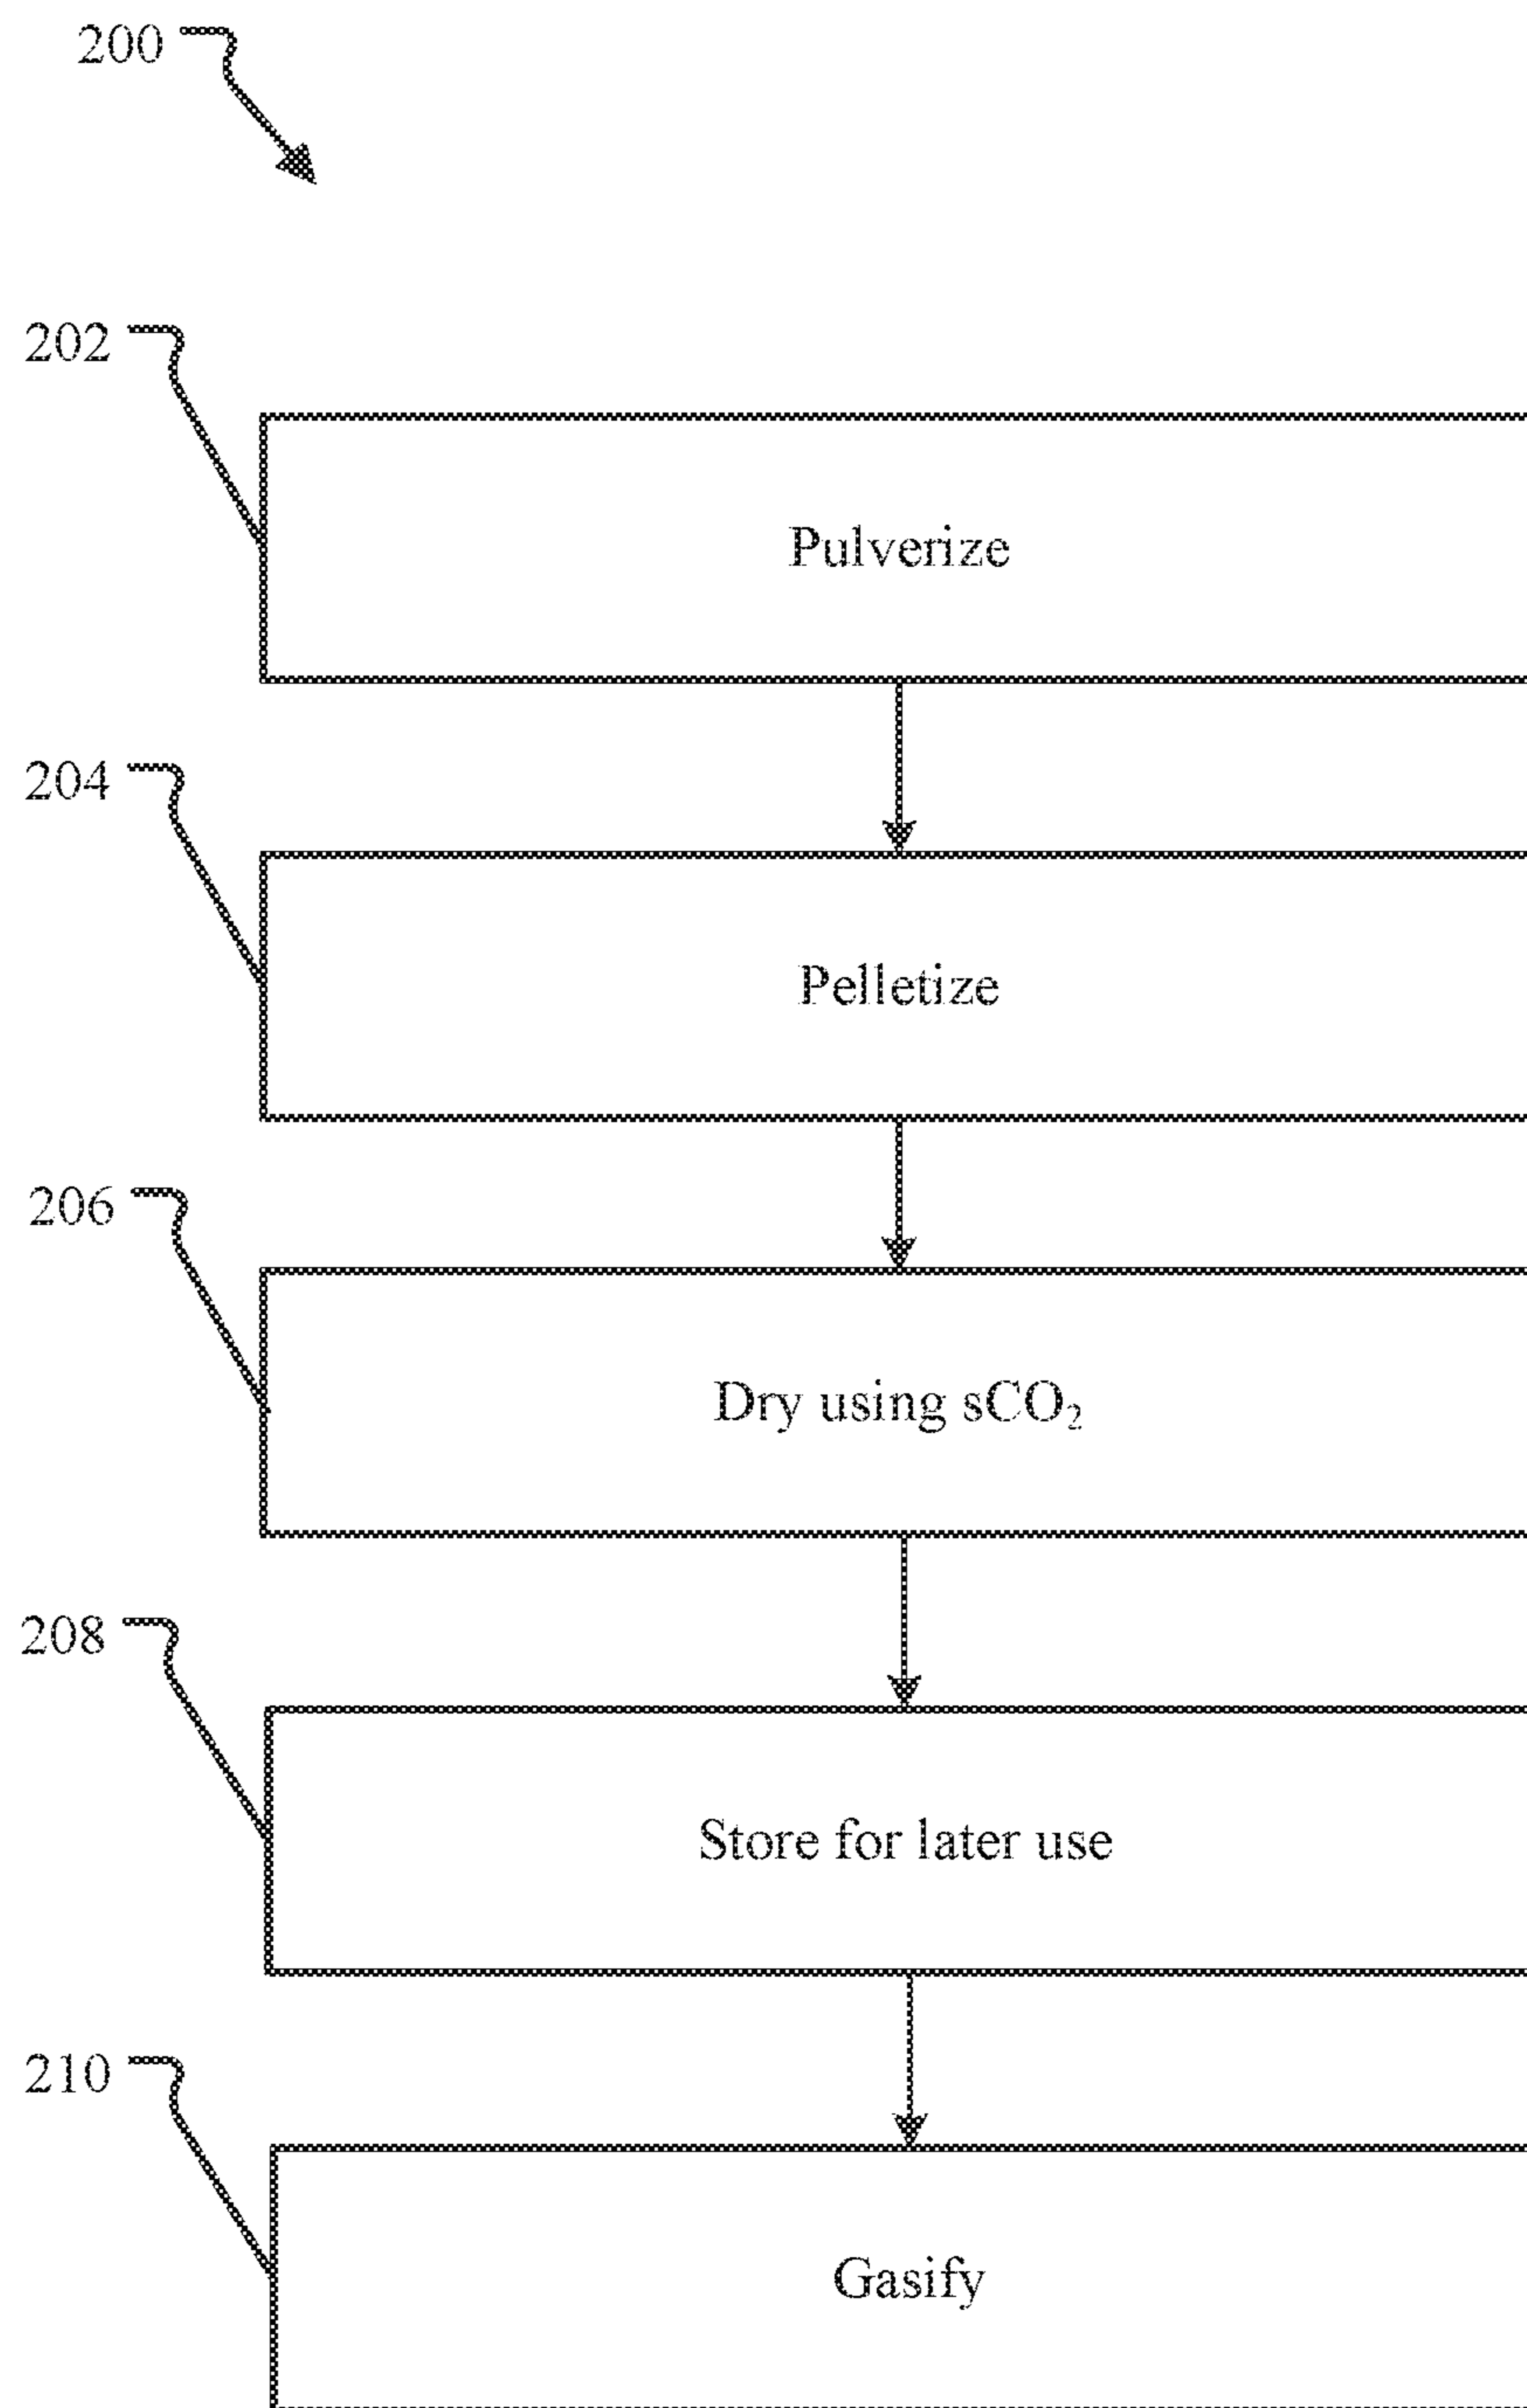 200
202
Pulverize
204
Pelletize
206
Dry using sCO₂
208
Store for later use
210
Gasify